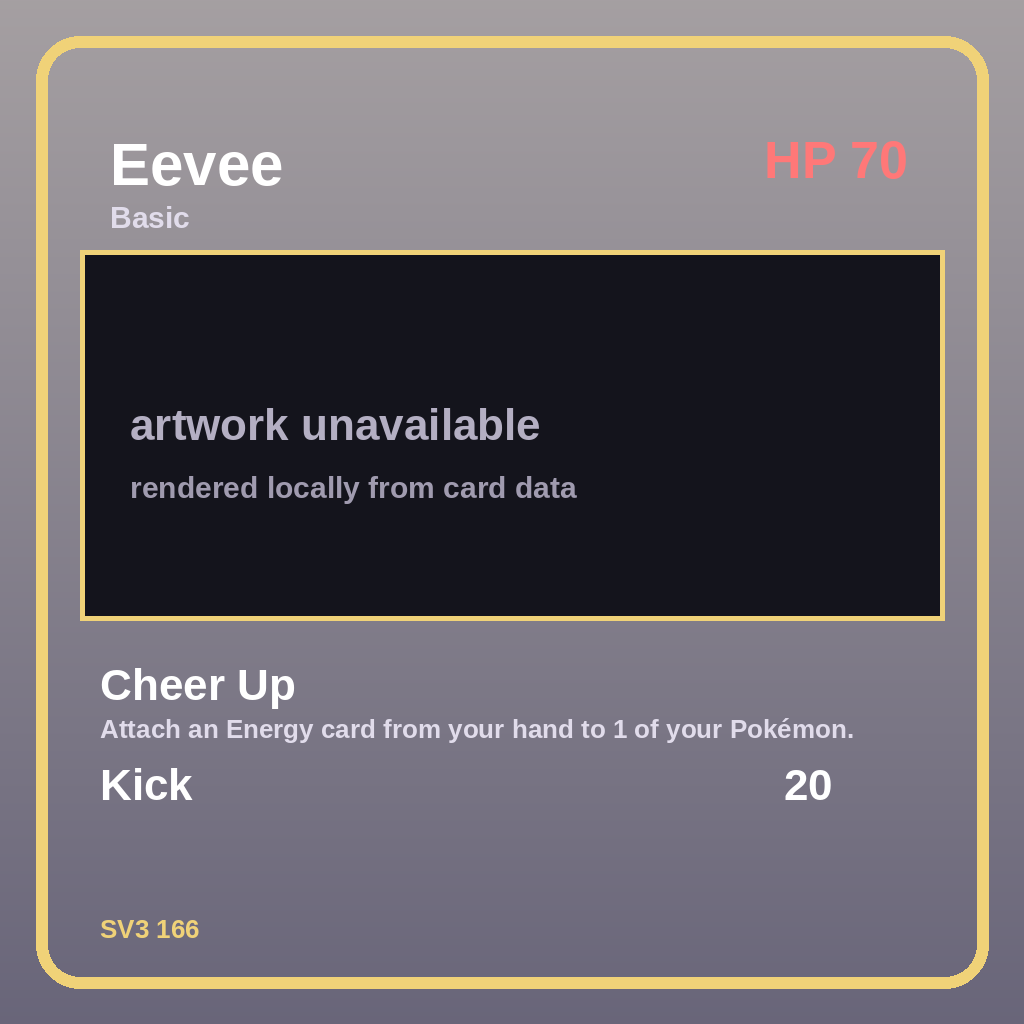 Eevee
HP 70
Basic
artwork unavailable
rendered locally from card data
Cheer Up
Attach an Energy card from your hand to 1 of your Pokémon.
Kick 20
SV3 166